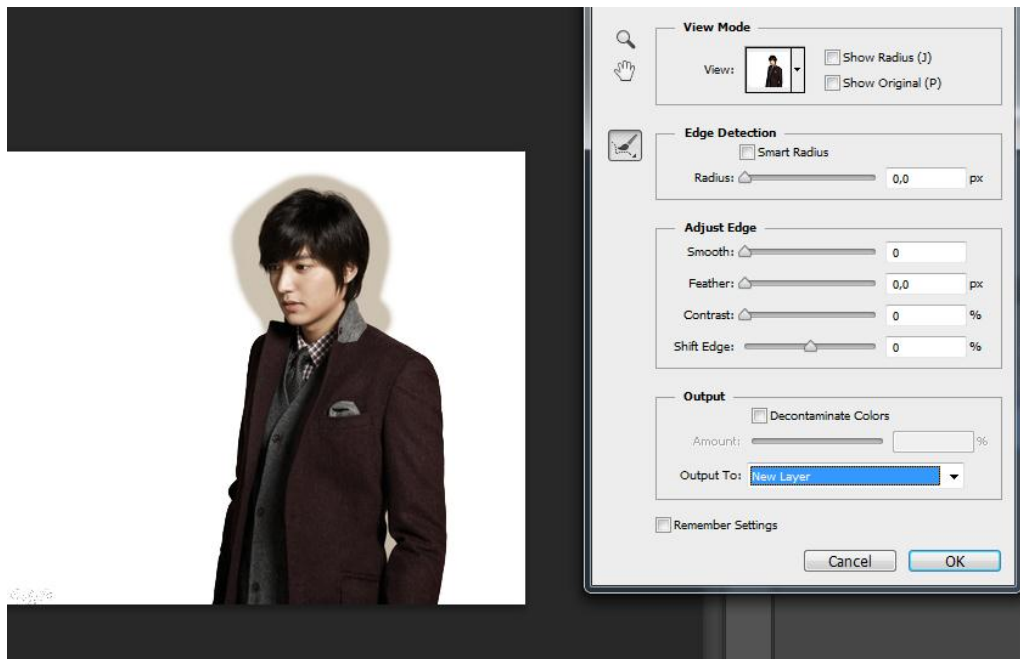 View Mode
View:
Show Radius (J)
Show Original (P)
Edge Detection
Smart Radius
Radius: 0,0 px
Adjust Edge
Smooth: 0
Feather: 0,0 px
Contrast: 0 %
Shift Edge: 0 %
Output
Decontaminate Colors
Amount: %
Output To: New Layer
Remember Settings
Cancel OK